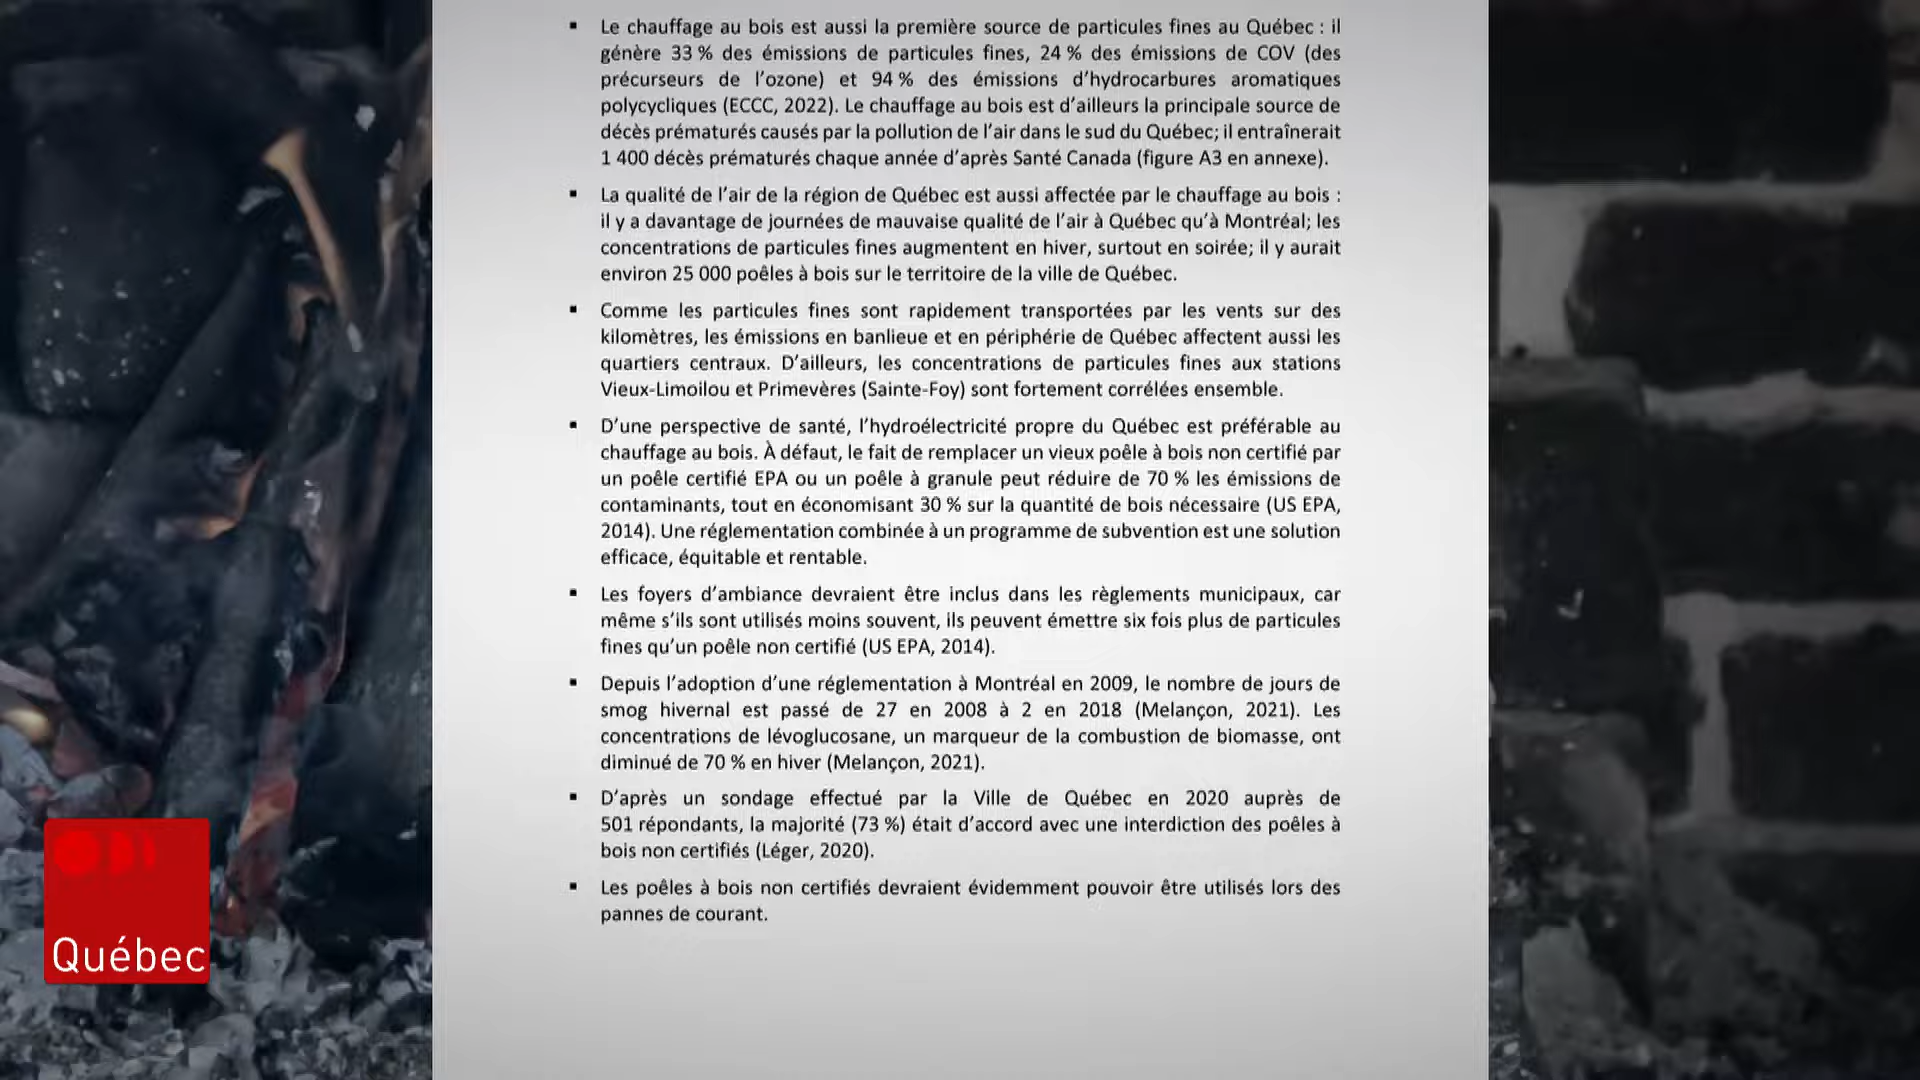 ▪ Le chauffage au bois est aussi la première source de particules fines au Québec : il
génère 33 % des émissions de particules fines, 24 % des émissions de COV (des
précurseurs de l’ozone) et 94 % des émissions d’hydrocarbures aromatiques
polycycliques (ECCC, 2022). Le chauffage au bois est d’ailleurs la principale source de
décès prématurés causés par la pollution de l’air dans le sud du Québec; il entraînerait
1 400 décès prématurés chaque année d’après Santé Canada (figure A3 en annexe).
▪ La qualité de l’air de la région de Québec est aussi affectée par le chauffage au bois :
il y a davantage de journées de mauvaise qualité de l’air à Québec qu’à Montréal; les
concentrations de particules fines augmentent en hiver, surtout en soirée; il y aurait
environ 25 000 poêles à bois sur le territoire de la ville de Québec.
▪ Comme les particules fines sont rapidement transportées par les vents sur des
kilomètres, les émissions en banlieue et en périphérie de Québec affectent aussi les
quartiers centraux. D’ailleurs, les concentrations de particules fines aux stations
Vieux-Limoilou et Primevères (Sainte-Foy) sont fortement corrélées ensemble.
▪ D’une perspective de santé, l’hydroélectricité propre du Québec est préférable au
chauffage au bois. À défaut, le fait de remplacer un vieux poêle à bois non certifié par
un poêle certifié EPA ou un poêle à granule peut réduire de 70 % les émissions de
contaminants, tout en économisant 30 % sur la quantité de bois nécessaire (US EPA,
2014). Une réglementation combinée à un programme de subvention est une solution
efficace, équitable et rentable.
▪ Les foyers d’ambiance devraient être inclus dans les règlements municipaux, car
même s’ils sont utilisés moins souvent, ils peuvent émettre six fois plus de particules
fines qu’un poêle non certifié (US EPA, 2014).
▪ Depuis l’adoption d’une réglementation à Montréal en 2009, le nombre de jours de
smog hivernal est passé de 27 en 2008 à 2 en 2018 (Melançon, 2021). Les
concentrations de lévoglucosane, un marqueur de la combustion de biomasse, ont
diminué de 70 % en hiver (Melançon, 2021).
▪ D’après un sondage effectué par la Ville de Québec en 2020 auprès de
501 répondants, la majorité (73 %) était d’accord avec une interdiction des poêles à
bois non certifiés (Léger, 2020).
▪ Les poêles à bois non certifiés devraient évidemment pouvoir être utilisés lors des
pannes de courant.
Québec